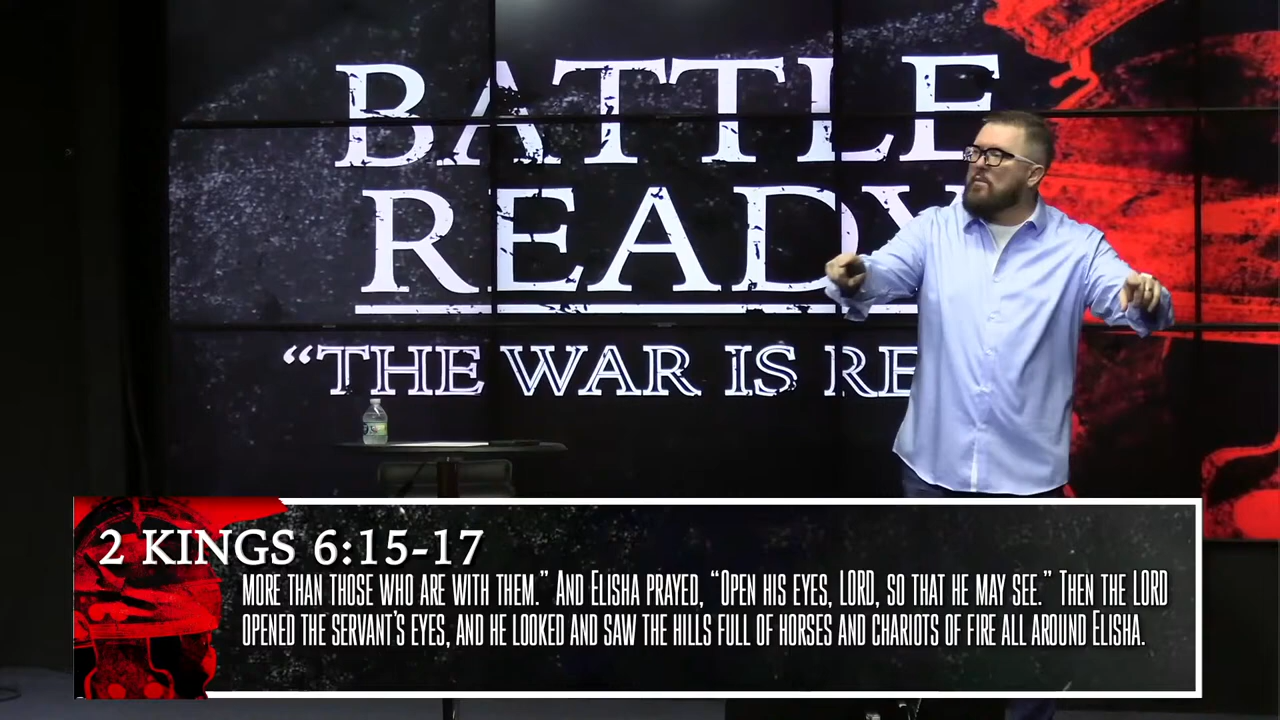 BATTLE
READY
“THE WAR IS RE
2 KINGS 6:15-17
MORE THAN THOSE WHO ARE WITH THEM.” AND ELISHA PRAYED, “OPEN HIS EYES, LORD, SO THAT HE MAY SEE.” THEN THE LORD
OPENED THE SERVANT’S EYES, AND HE LOOKED AND SAW THE HILLS FULL OF HORSES AND CHARIOTS OF FIRE ALL AROUND ELISHA.